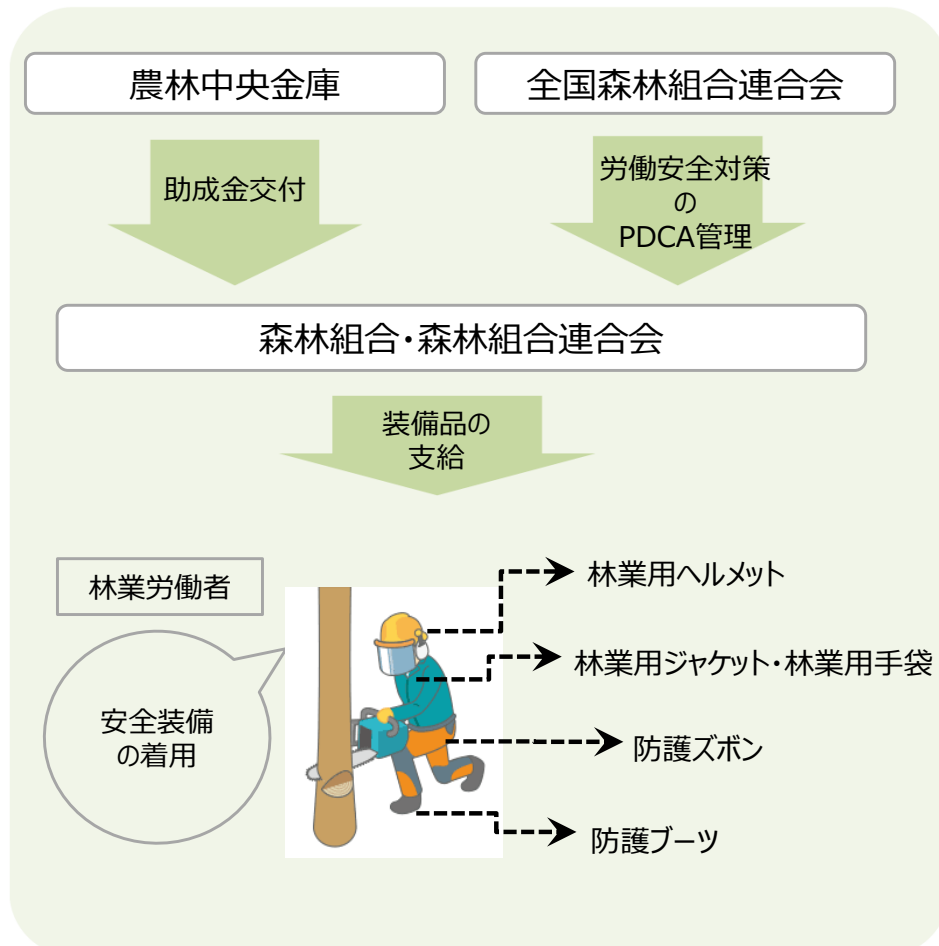 農林中央金庫
全国森林組合連合会
助成金交付
労働安全対策
の
PDCA管理
森林組合・森林組合連合会
装備品の
支給
林業労働者
安全装備
の着用
林業用ヘルメット
林業用ジャケット・林業用手袋
防護ズボン
防護ブーツ